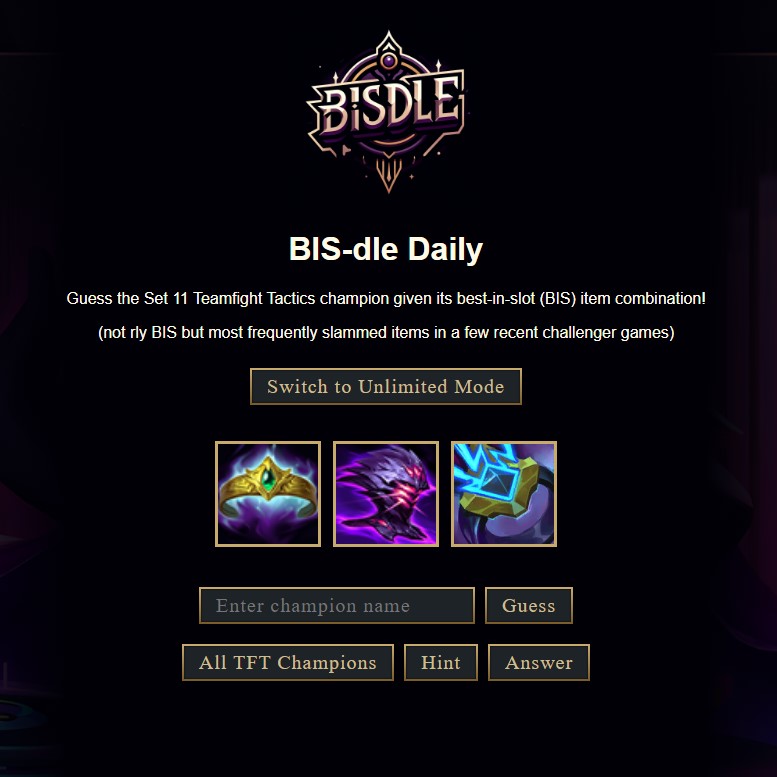 BISDLE
BIS-dle Daily
Guess the Set 11 Teamfight Tactics champion given its best-in-slot (BIS) item combination!
(not rly BIS but most frequently slammed items in a few recent challenger games)
Switch to Unlimited Mode
Enter champion name
Guess
All TFT Champions
Hint
Answer